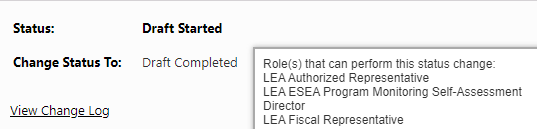 Status: Draft Started
Change Status To: Draft Completed
Role(s) that can perform this status change:
LEA Authorized Representative
LEA ESEA Program Monitoring Self-Assessment
Director
LEA Fiscal Representative
View Change Log